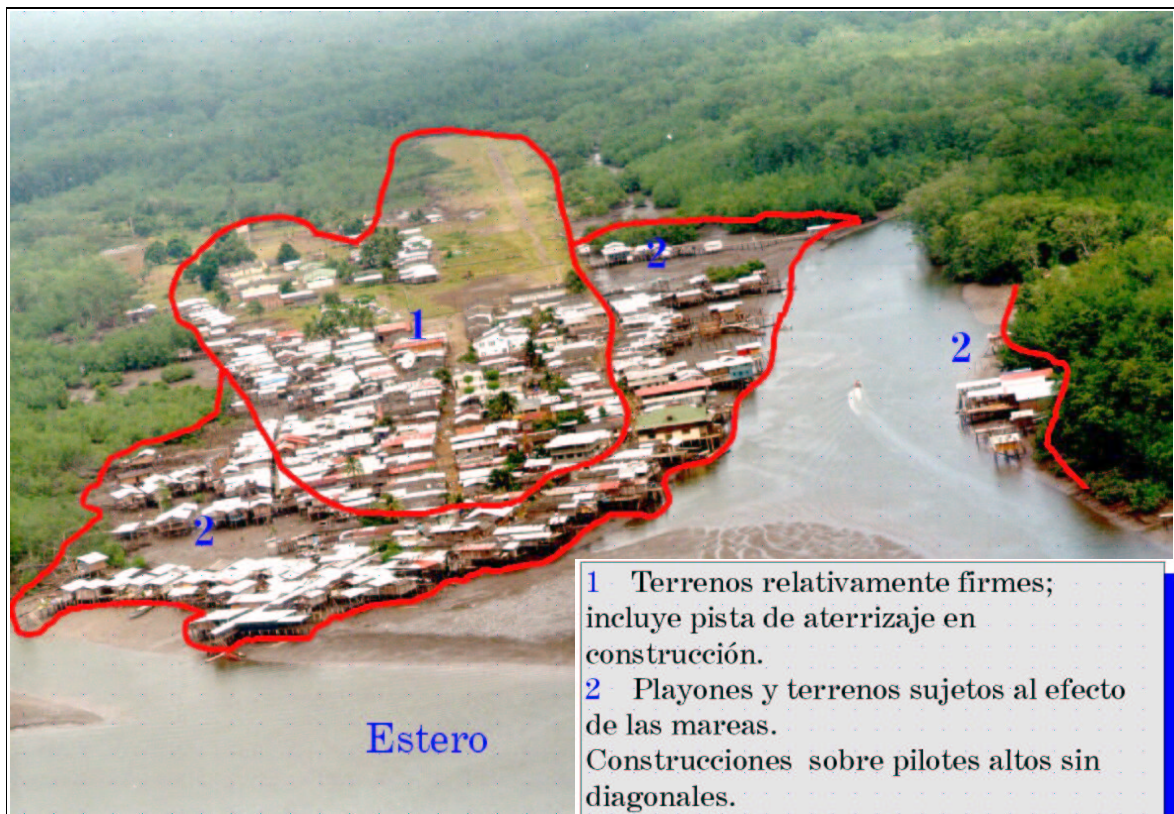 2
1
2
2
Estero
1 Terrenos relativamente firmes;
incluye pista de aterrizaje en
construcción.
2 Playones y terrenos sujetos al efecto
de las mareas.
Construcciones sobre pilotes altos sin
diagonales.